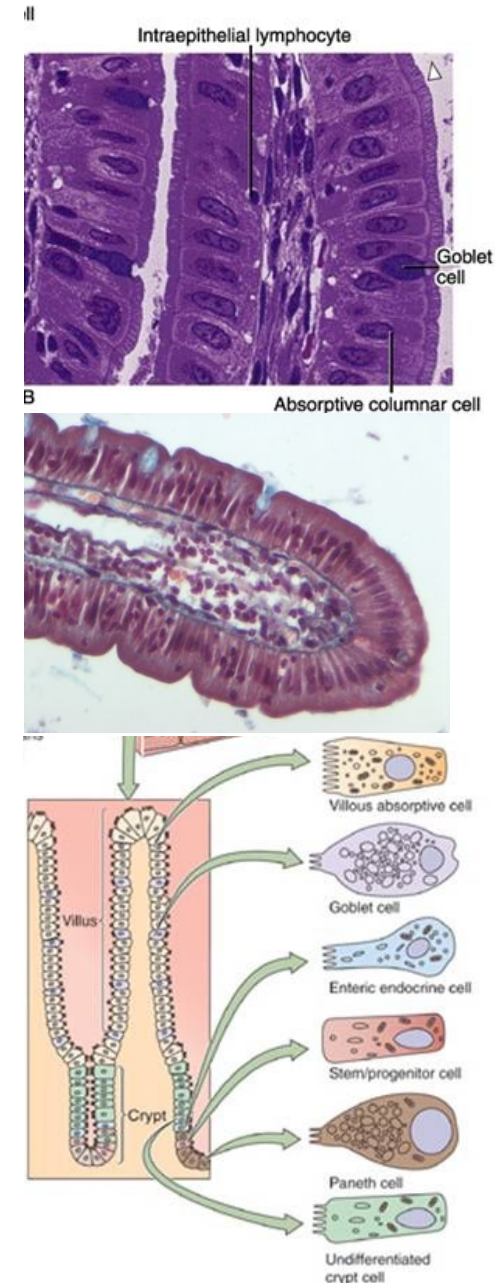 ell
Intraepithelial lymphocyte
Goblet
cell
B
Absorptive columnar cell
Villous absorptive cell
Goblet cell
Villus
Enteric endocrine cell
Stem/progenitor cell
Crypt
Paneth cell
Undifferentiated
crypt cell